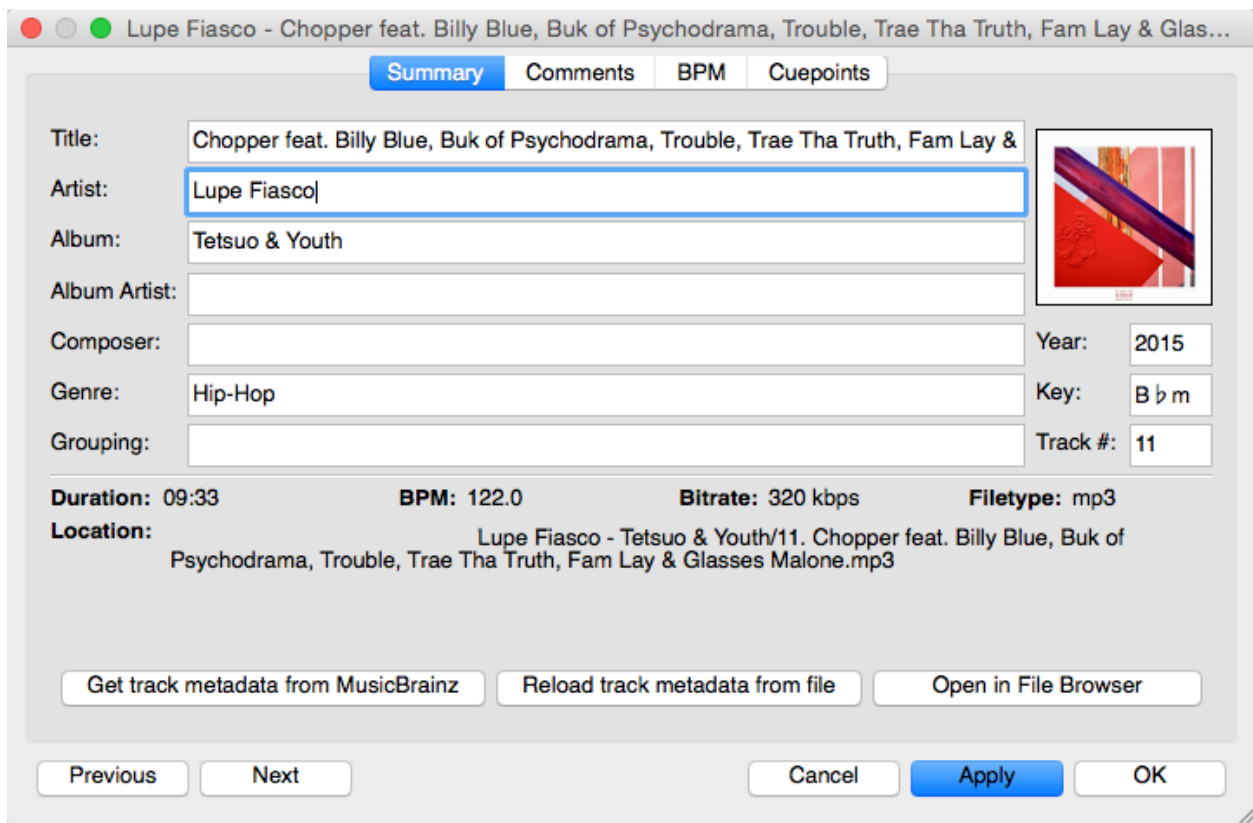 Lupe Fiasco - Chopper feat. Billy Blue, Buk of Psychodrama, Trouble, Trae Tha Truth, Fam Lay & Glas...
Summary Comments BPM Cuepoints
Title: Chopper feat. Billy Blue, Buk of Psychodrama, Trouble, Trae Tha Truth, Fam Lay &
Artist: Lupe Fiasco
Album: Tetsuo & Youth
Album Artist:
Composer: Year: 2015
Genre: Hip-Hop Key: B♭m
Grouping: Track #: 11
Duration: 09:33 BPM: 122.0 Bitrate: 320 kbps Filetype: mp3
Location: Lupe Fiasco - Tetsuo & Youth/11. Chopper feat. Billy Blue, Buk of
Psychodrama, Trouble, Trae Tha Truth, Fam Lay & Glasses Malone.mp3
Get track metadata from MusicBrainz Reload track metadata from file Open in File Browser
Previous Next Cancel Apply OK